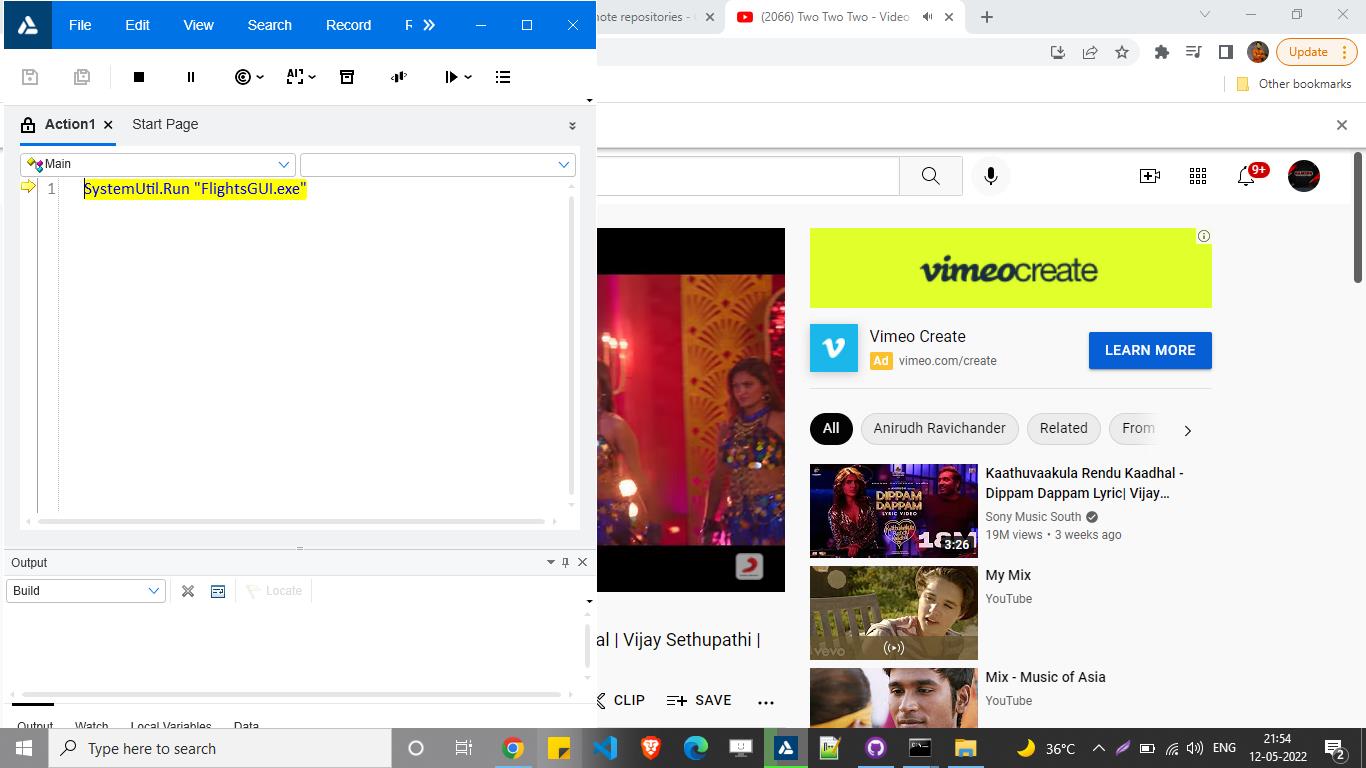 File Edit View Search Record R
note repositories -
(2066) Two Two Two - Video
Update
Other bookmarks
Action1
Start Page
Main
1 SystemUtil.Run "FlightsGUI.exe"
9+
vimeocreate
Vimeo Create
Ad vimeo.com/create
LEARN MORE
All Anirudh Ravichander Related From
DIPPAM
DAPPAM
LYRIC VIDEO
18M
3:26
Kaathuvaakula Rendu Kaadhal -
Dippam Dappam Lyric| Vijay...
Sony Music South
19M views • 3 weeks ago
vevo
My Mix
YouTube
Mix - Music of Asia
YouTube
Output
Build
Locate
al | Vijay Sethupathi |
CLIP SAVE
Output Watch Local Variables Data
Type here to search
36°C
ENG
21:54
12-05-2022
2